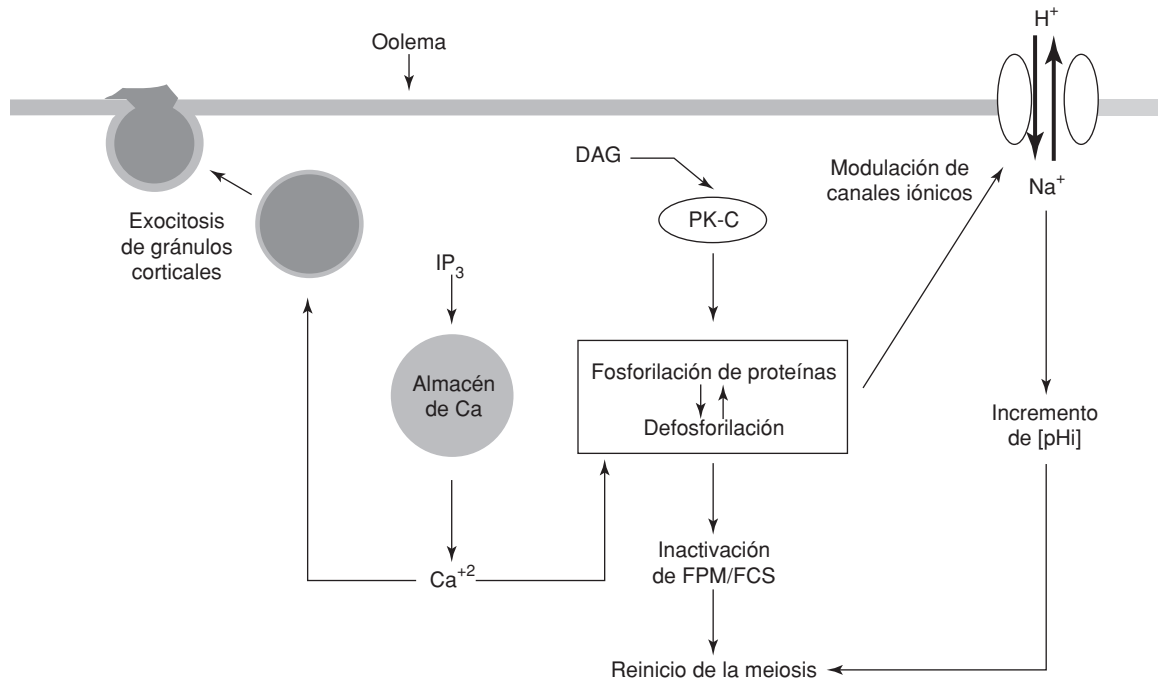 H+
Oolema
DAG
Modulación de
canales iónicos
Na+
PK-C
Exocitosis
de gránulos
corticales
IP3
Almacén
de Ca
Fosforilación de proteínas
Defosforilación
Incremento
de [pHi]
Inactivación
de FPM/FCS
Ca+2
Reinicio de la meiosis